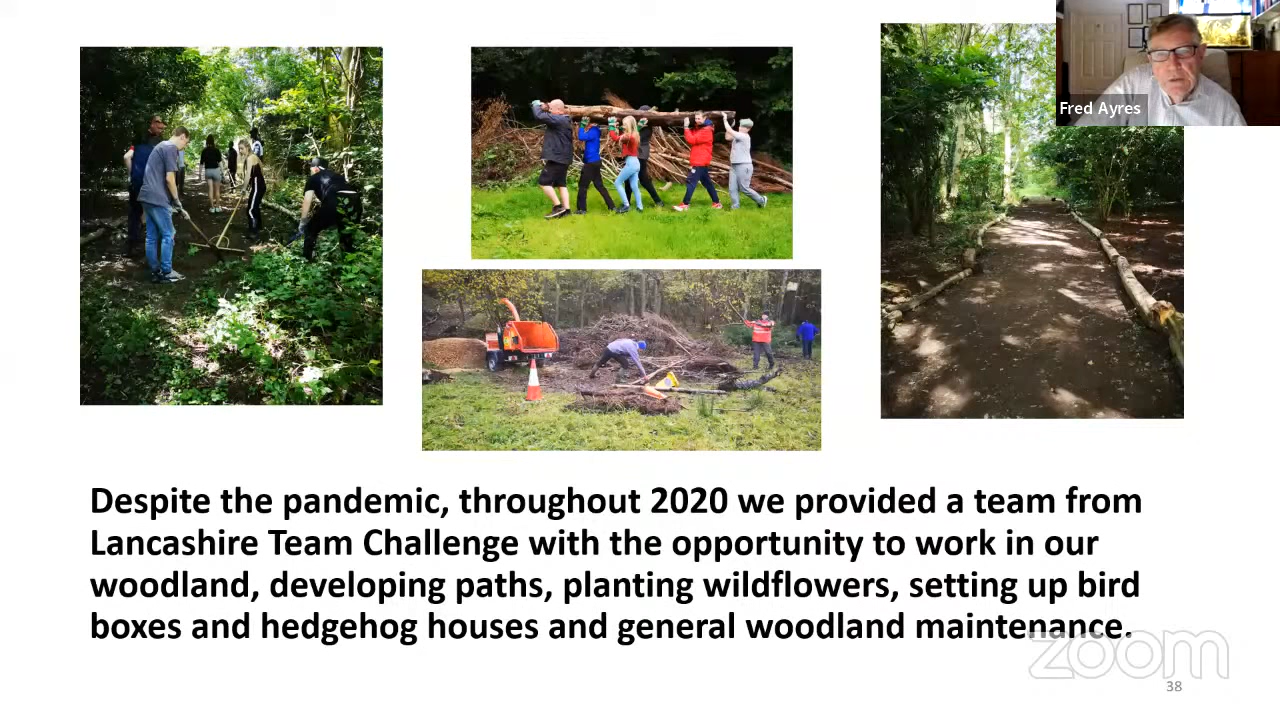 Fred Ayres
Despite the pandemic, throughout 2020 we provided a team from
Lancashire Team Challenge with the opportunity to work in our
woodland, developing paths, planting wildflowers, setting up bird
boxes and hedgehog houses and general woodland maintenance.
zoom
38